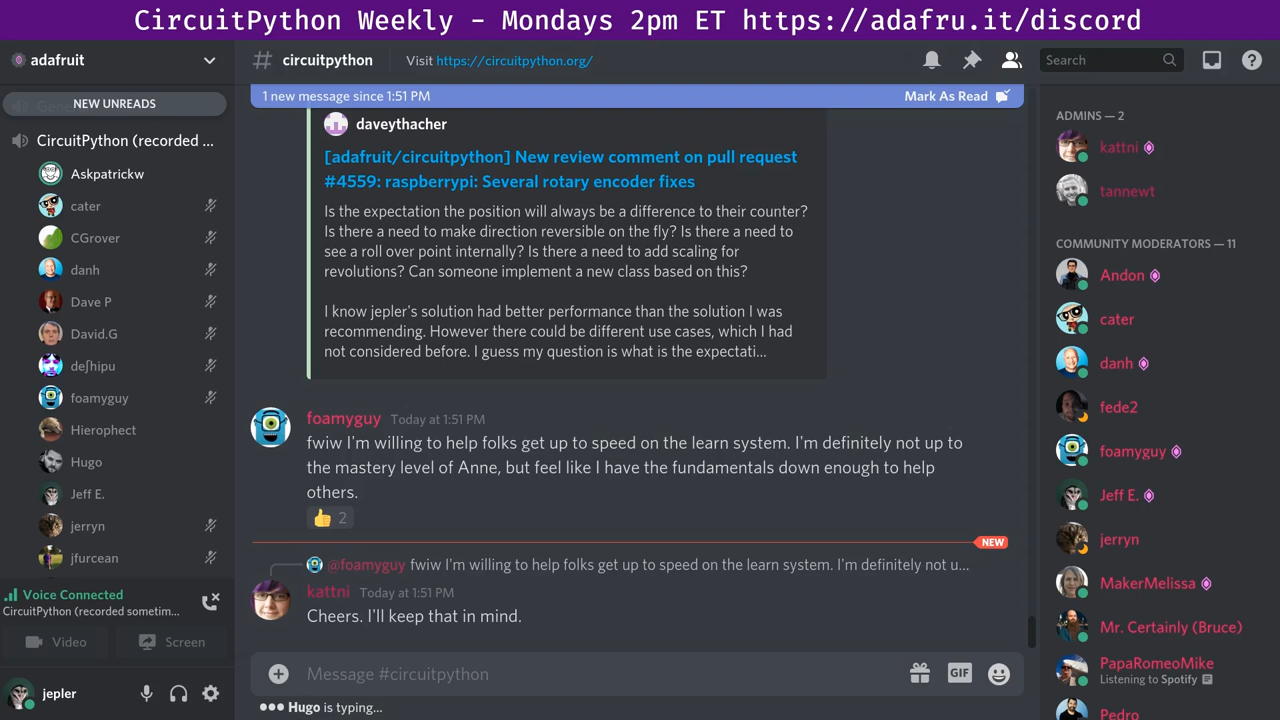 CircuitPython Weekly - Mondays 2pm ET https://adafru.it/discord
adafruit
NEW UNREADS
CircuitPython (recorded ...
Askpatrickw
cater
CGrover
danh
Dave P
David.G
deʃhipu
foamyguy
Hierophect
Hugo
Jeff E.
jerryn
jfurcean
Voice Connected
CircuitPython (recorded sometim...
Video
Screen
jepler
# circuitpython
Visit https://circuitpython.org/
Search
1 new message since 1:51 PM
Mark As Read
daveythacher
[adafruit/circuitpython] New review comment on pull request
#4559: raspberrypi: Several rotary encoder fixes
Is the expectation the position will always be a difference to their counter?
Is there a need to make direction reversible on the fly? Is there a need to
see a roll over point internally? Is there a need to add scaling for
revolutions? Can someone implement a new class based on this?
I know jepler's solution had better performance than the solution I was
recommending. However there could be different use cases, which I had
not considered before. I guess my question is what is the expectati...
foamyguy Today at 1:51 PM
fwiw I'm willing to help folks get up to speed on the learn system. I'm definitely not up to
the mastery level of Anne, but feel like I have the fundamentals down enough to help
others.
2
NEW
@foamyguy fwiw I'm willing to help folks get up to speed on the learn system. I'm definitely not u...
kattni Today at 1:51 PM
Cheers. I'll keep that in mind.
Message #circuitpython
GIF
Hugo is typing...
ADMINS — 2
kattni
tannewt
COMMUNITY MODERATORS — 11
Andon
cater
danh
fede2
foamyguy
Jeff E.
jerryn
MakerMelissa
Mr. Certainly (Bruce)
PapaRomeoMike
Listening to Spotify
Pedro